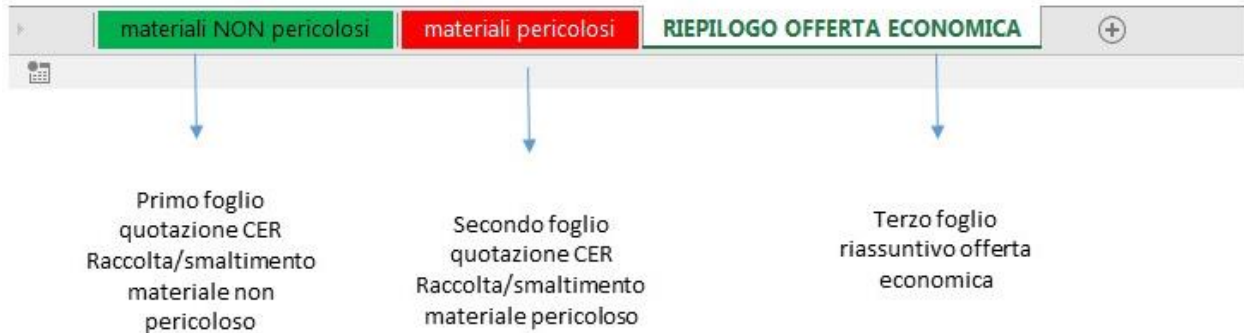 materiali NON pericolosi
materiali pericolosi
RIEPILOGO OFFERTA ECONOMICA
Primo foglio
quotazione CER
Raccolta/smaltimento
materiale non
pericoloso
Secondo foglio
quotazione CER
Raccolta/smaltimento
materiale pericoloso
Terzo foglio
riassuntivo offerta
economica